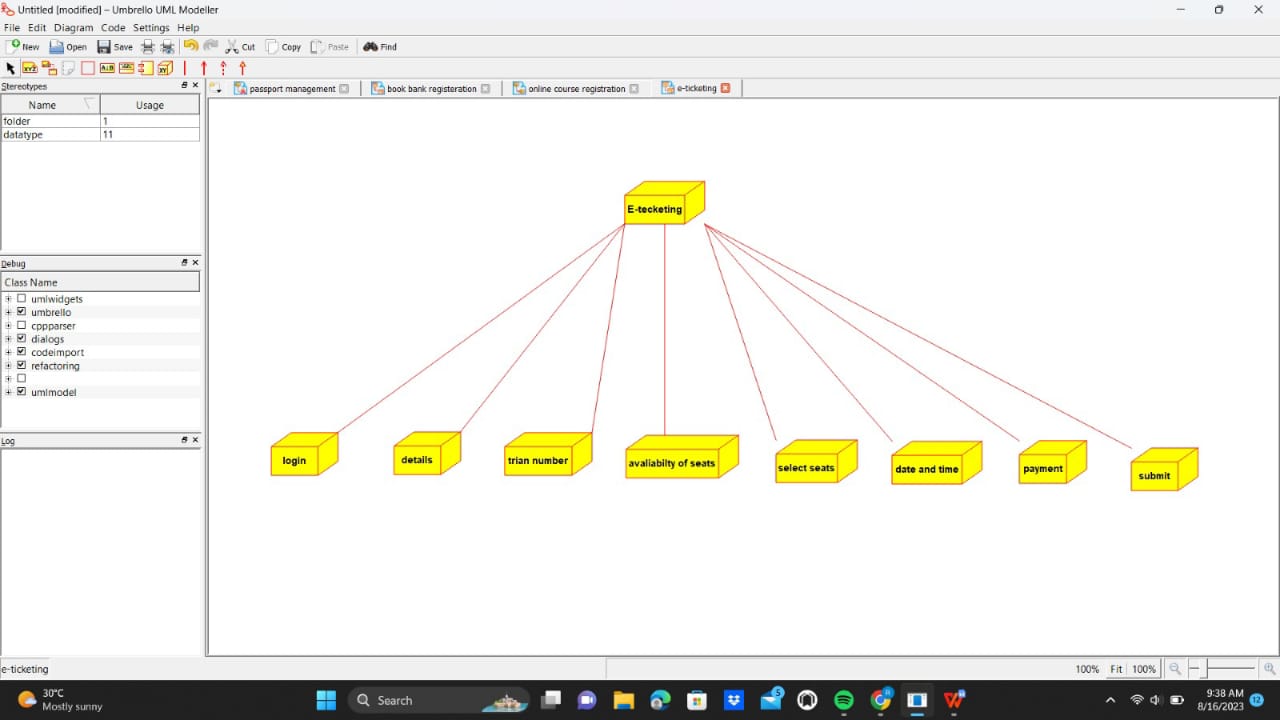 Untitled [modified] – Umbrello UML Modeller
File Edit Diagram Code Settings Help
New Open Save Cut Copy Paste Find
Stereotypes
passport management
book bank registeration
online course registration
e-ticketing
Name Usage
folder 1
datatype 11
Debug
Class Name
umlwidgets
umbrello
cppparser
dialogs
codeimport
refactoring
umlmodel
Log
E-tecketing
login
details
trian number
avaliabilty of seats
select seats
date and time
payment
submit
e-ticketing
100% Fit 100%
30°C
Mostly sunny
Search
5
9:38 AM
8/16/2023
12